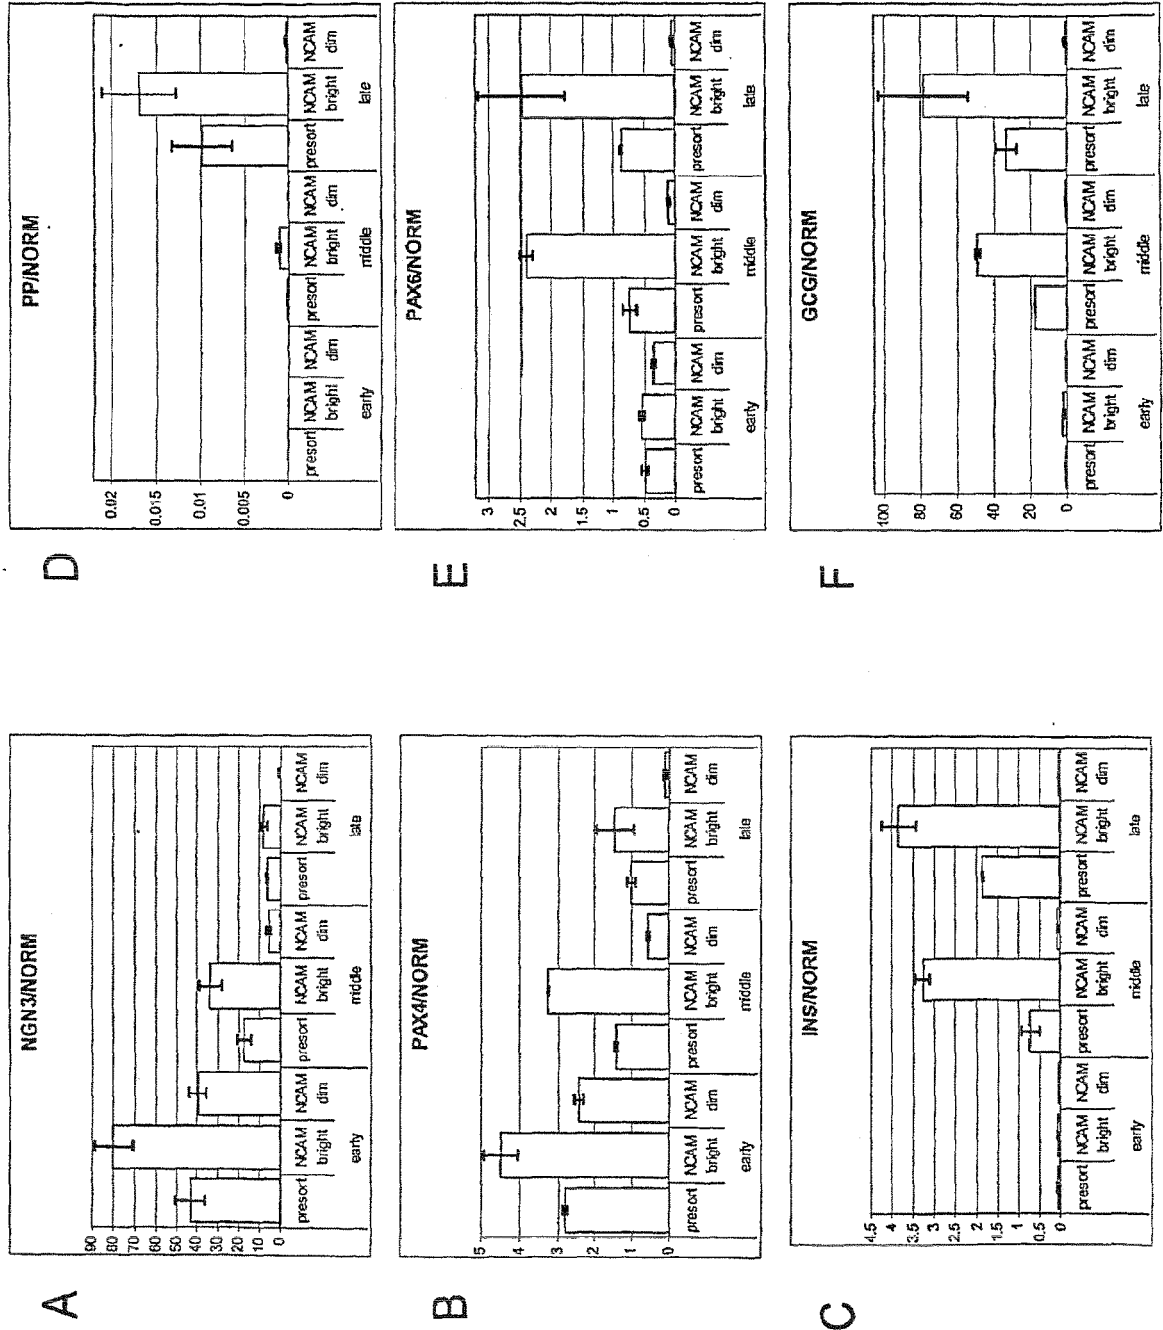 A
NGN3/NORM
90
80
70
60
50
40
30
20
10
0
presort NCAM NCAM presort NCAM NCAM presort NCAM NCAM
bright dim bright dim bright dim
early middle late
B
PAX4/NORM
5
4
3
2
1
0
presort NCAM NCAM presort NCAM NCAM presort NCAM NCAM
bright dim bright dim bright dim
early middle late
C
INS/NORM
4.5
4
3.5
3
2.5
2
1.5
1
0.5
0
presort NCAM NCAM presort NCAM NCAM presort NCAM NCAM
bright dim bright dim bright dim
early middle late
D
PP/NORM
0.02
0.015
0.01
0.005
0
presort NCAM NCAM presort NCAM NCAM presort NCAM NCAM
bright dim bright dim bright dim
early middle late
E
PAX6/NORM
3
2.5
2
1.5
1
0.5
0
presort NCAM NCAM presort NCAM NCAM presort NCAM NCAM
bright dim bright dim bright dim
early middle late
F
GCG/NORM
100
80
60
40
20
0
presort NCAM NCAM presort NCAM NCAM presort NCAM NCAM
bright dim bright dim bright dim
early middle late